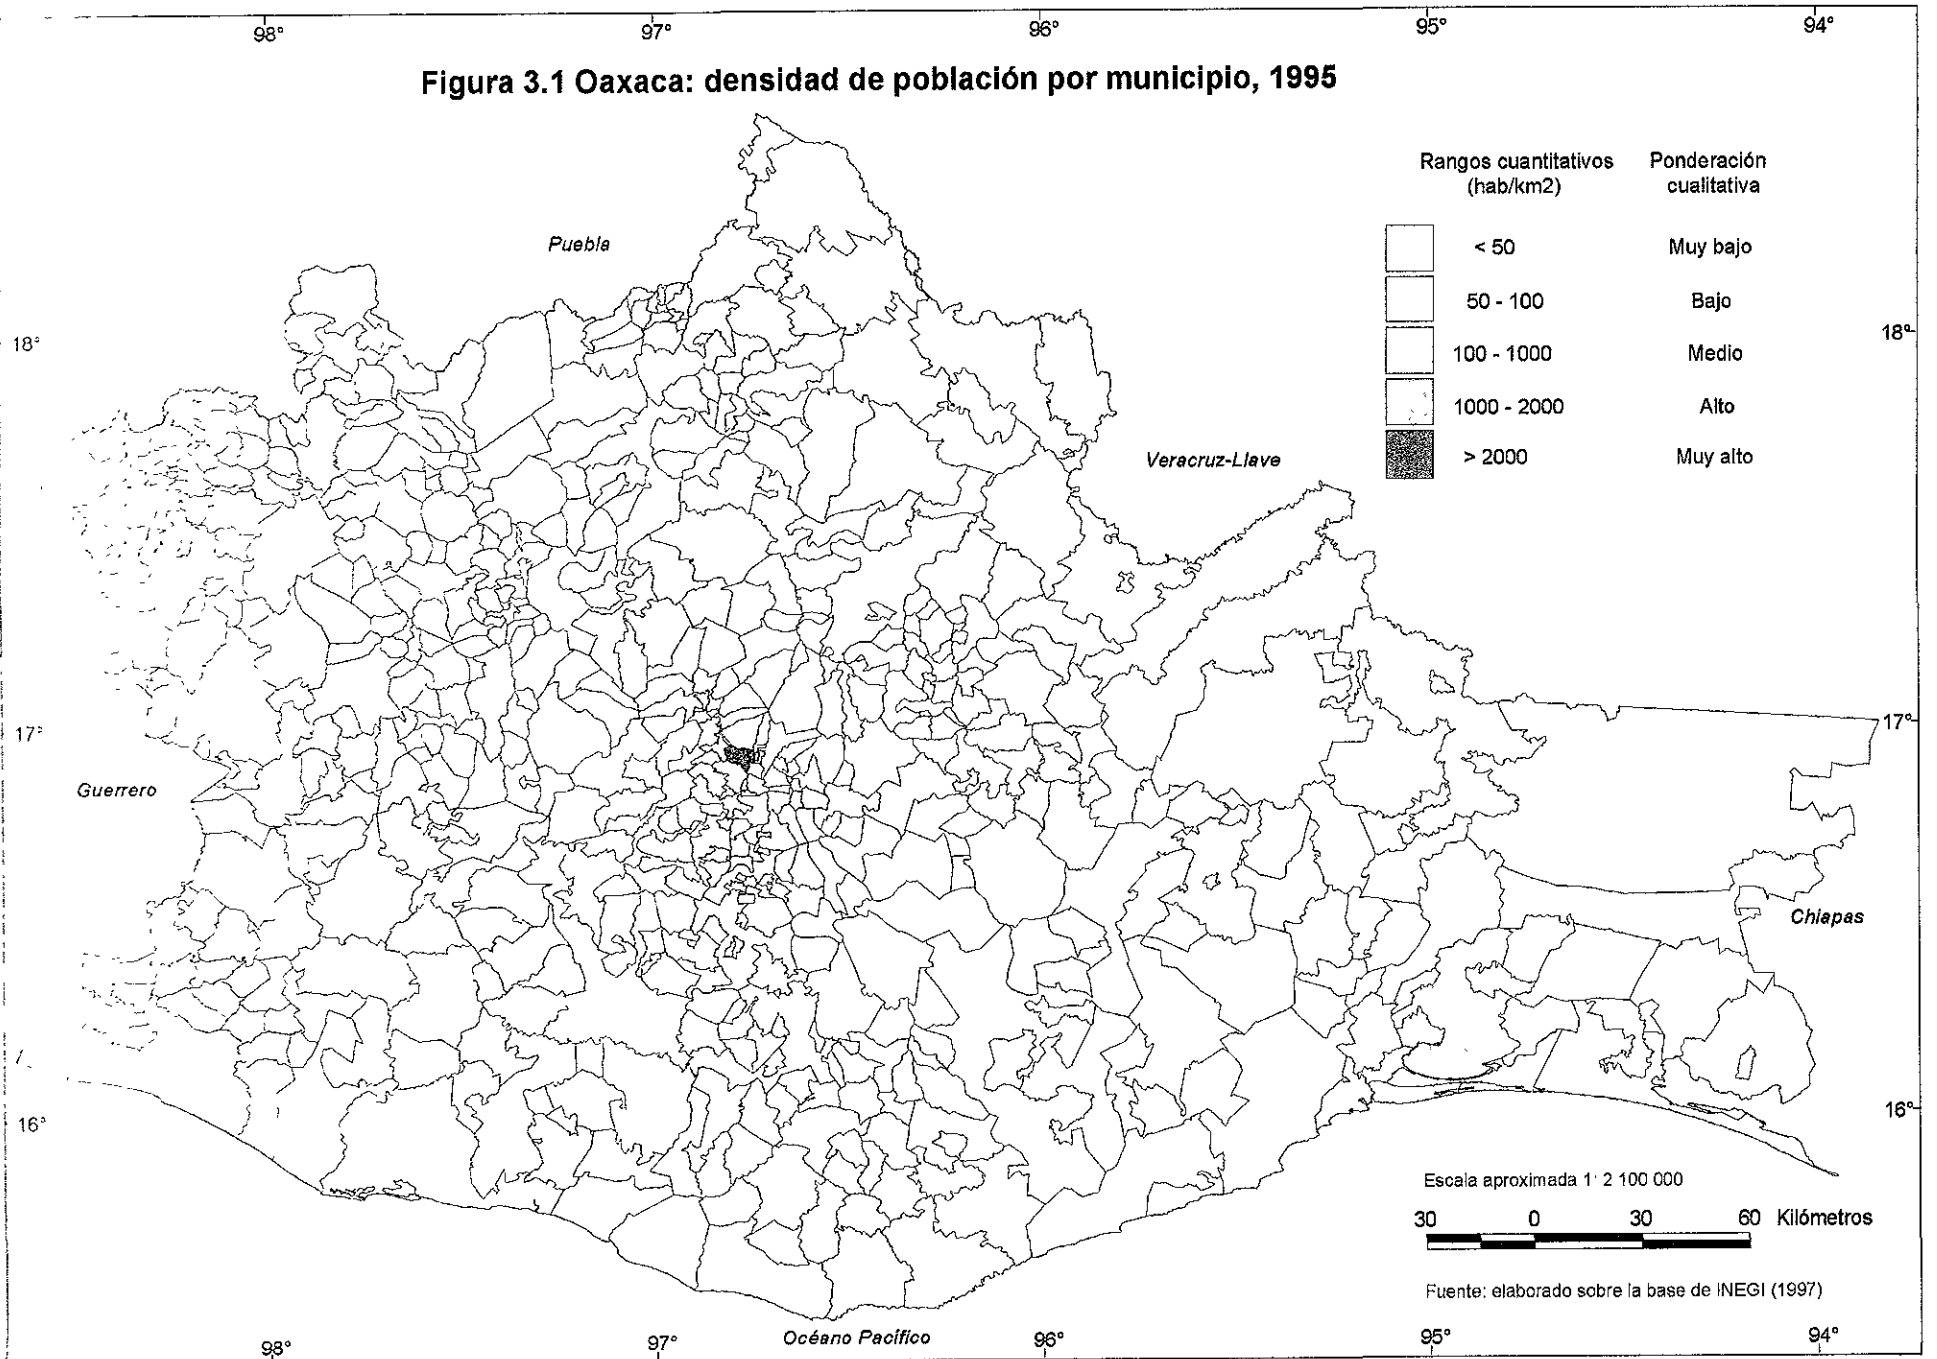 98° 97° 96° 95° 94°
Figura 3.1 Oaxaca: densidad de población por municipio, 1995
Rangos cuantitativos Ponderación
(hab/km2) cualitativa
Puebla
< 50 Muy bajo
50 - 100 Bajo
18° 18°
100 - 1000 Medio
1000 - 2000 Alto
Veracruz-Llave
> 2000 Muy alto
17° 17°
Guerrero
Chiapas
16° 16°
Escala aproximada 1: 2 100 000
30 0 30 60 Kilómetros
Fuente: elaborado sobre la base de INEGI (1997)
Océano Pacífico
98° 97° 96° 95° 94°